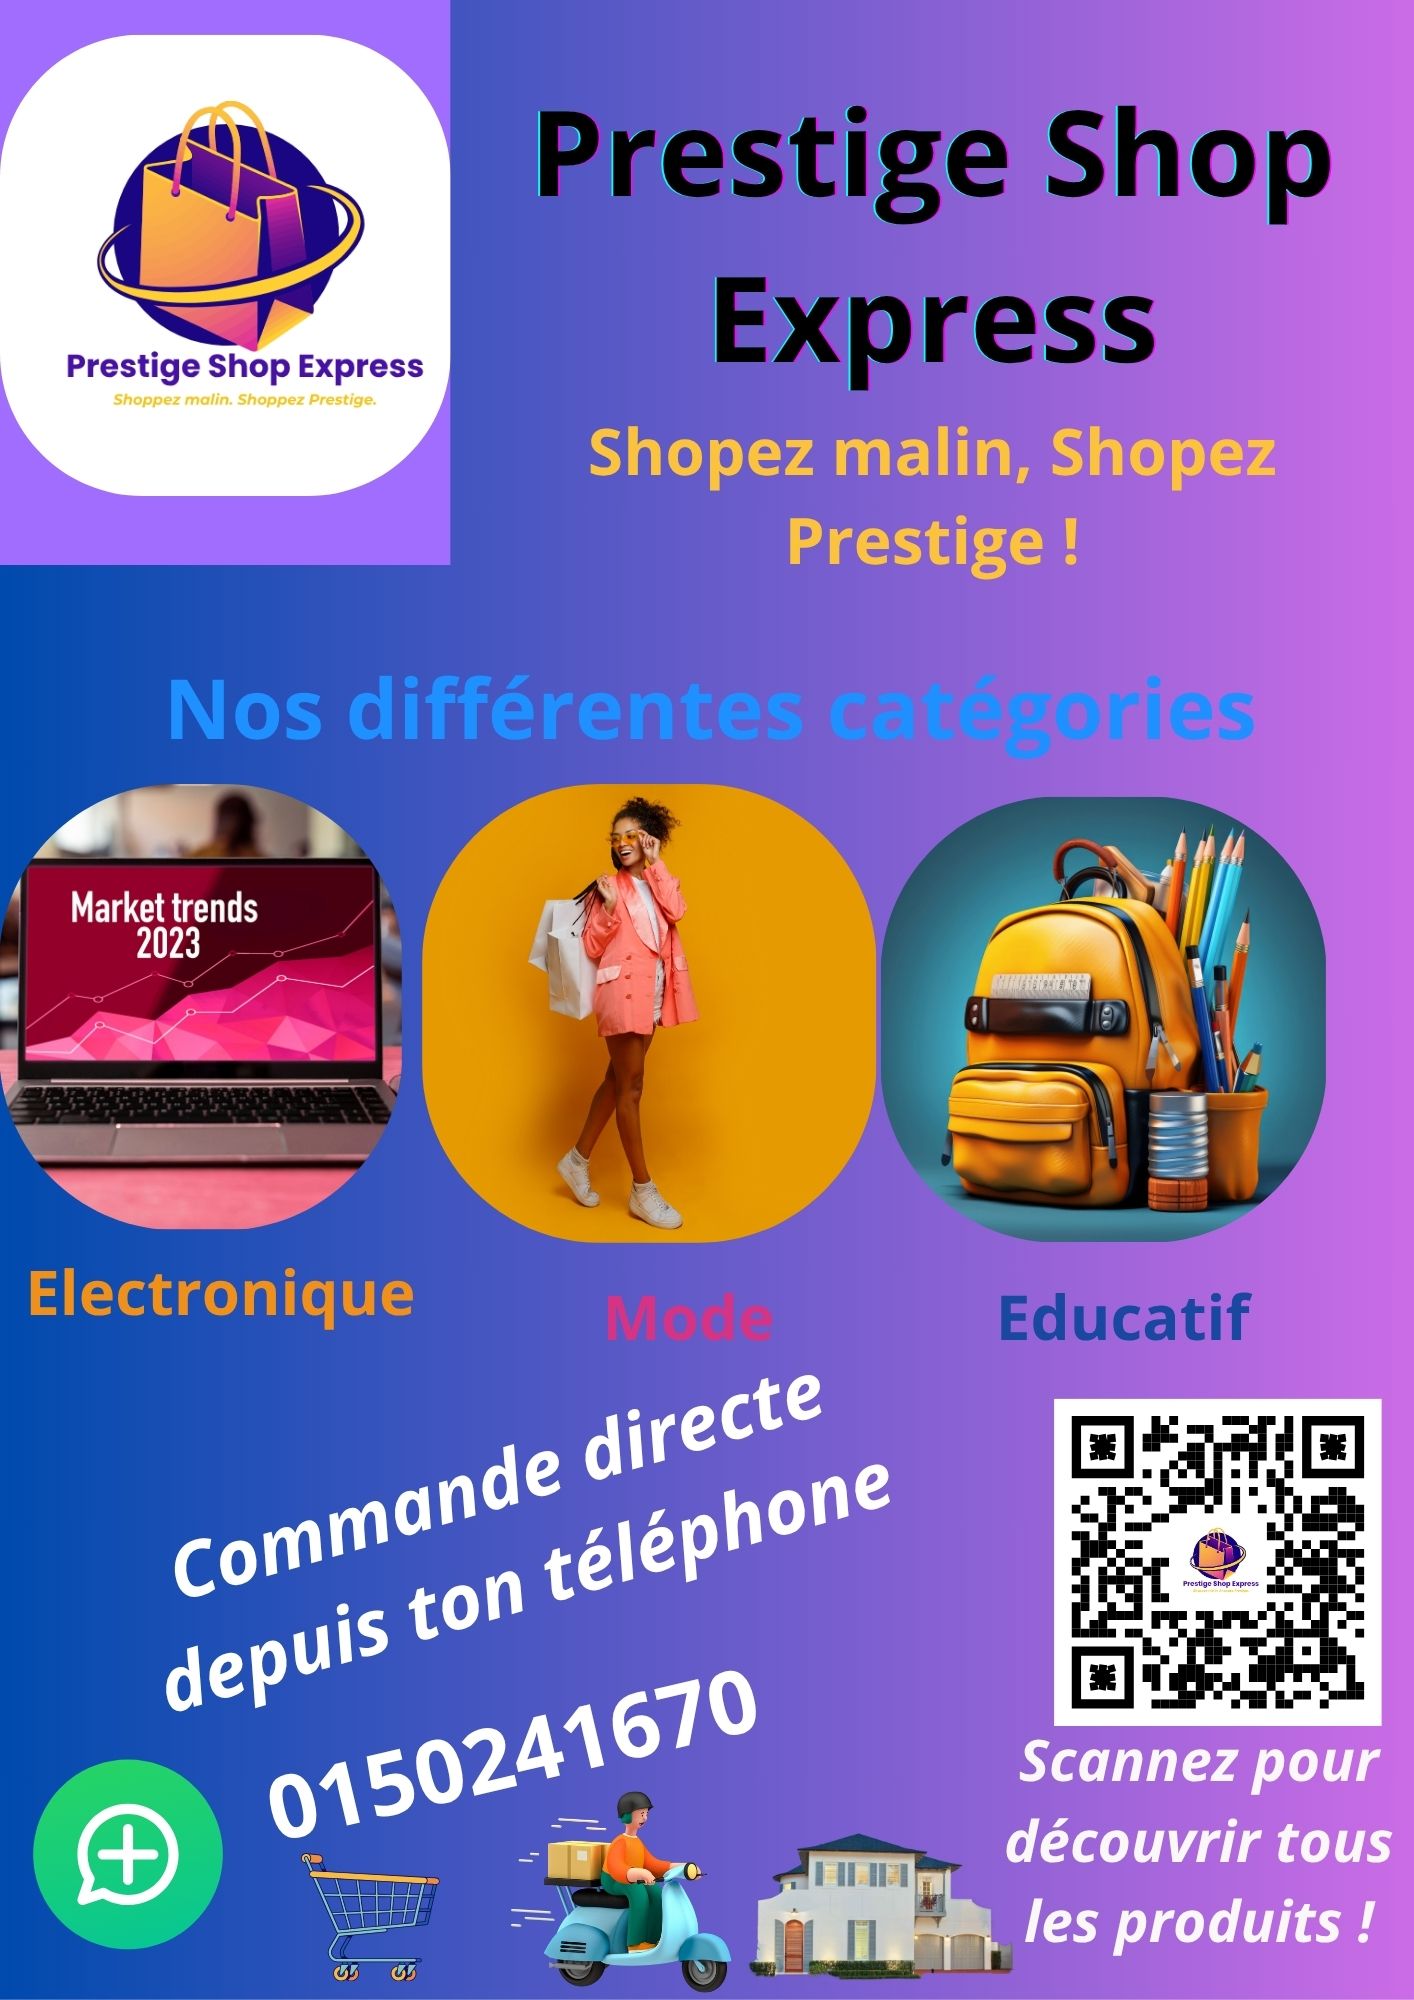 Prestige Shop Express
Shoppez malin. Shoppez Prestige.
Prestige Shop
Express
Shopez malin, Shopez
Prestige !
Nos différentes catégories
Market trends
2023
Electronique
Mode
Educatif
Commande directe
depuis ton téléphone
0150241670
Prestige Shop Express
Scannez pour
découvrir tous
les produits !